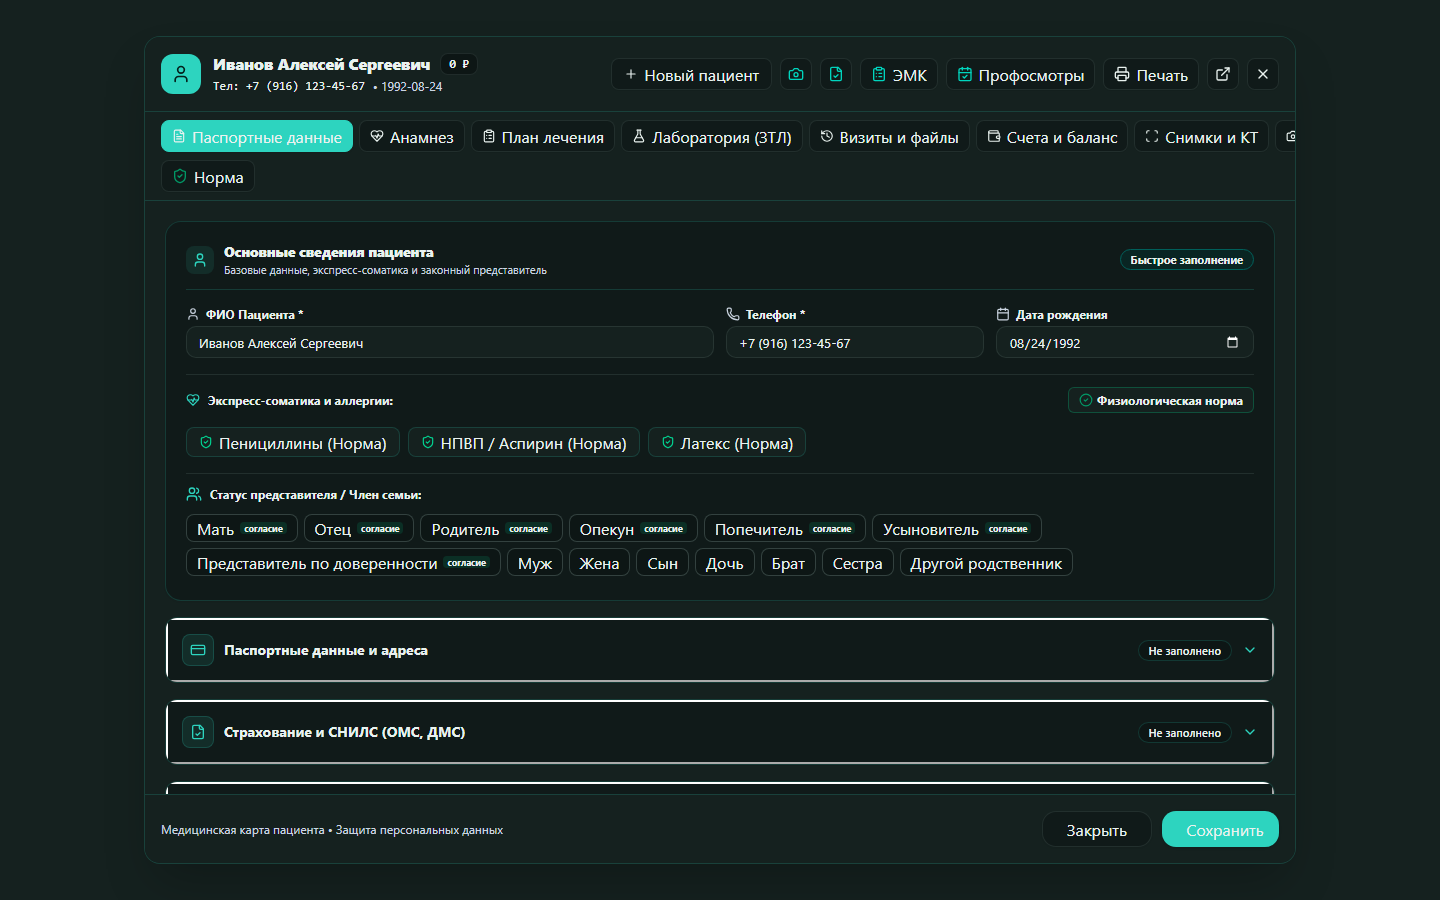 Иванов Алексей Сергеевич 0 ₽
Тел: +7 (916) 123-45-67 • 1992-08-24
Новый пациент
ЭМК
Профосмотры
Печать
Паспортные данные
Анамнез
План лечения
Лаборатория (ЗТЛ)
Визиты и файлы
Счета и баланс
Снимки и КТ
Норма
Основные сведения пациента
Базовые данные, экспресс-соматика и законный представитель
Быстрое заполнение
ФИО Пациента *
Телефон *
Дата рождения
Иванов Алексей Сергеевич
+7 (916) 123-45-67
08/24/1992
Экспресс-соматика и аллергии:
Физиологическая норма
Пенициллины (Норма)
НПВП / Аспирин (Норма)
Латекс (Норма)
Статус представителя / Член семьи:
Мать согласие
Отец согласие
Родитель согласие
Опекун согласие
Попечитель согласие
Усыновитель согласие
Представитель по доверенности согласие
Муж
Жена
Сын
Дочь
Брат
Сестра
Другой родственник
Паспортные данные и адреса
Не заполнено
Страхование и СНИЛС (ОМС, ДМС)
Не заполнено
Медицинская карта пациента • Защита персональных данных
Закрыть
Сохранить